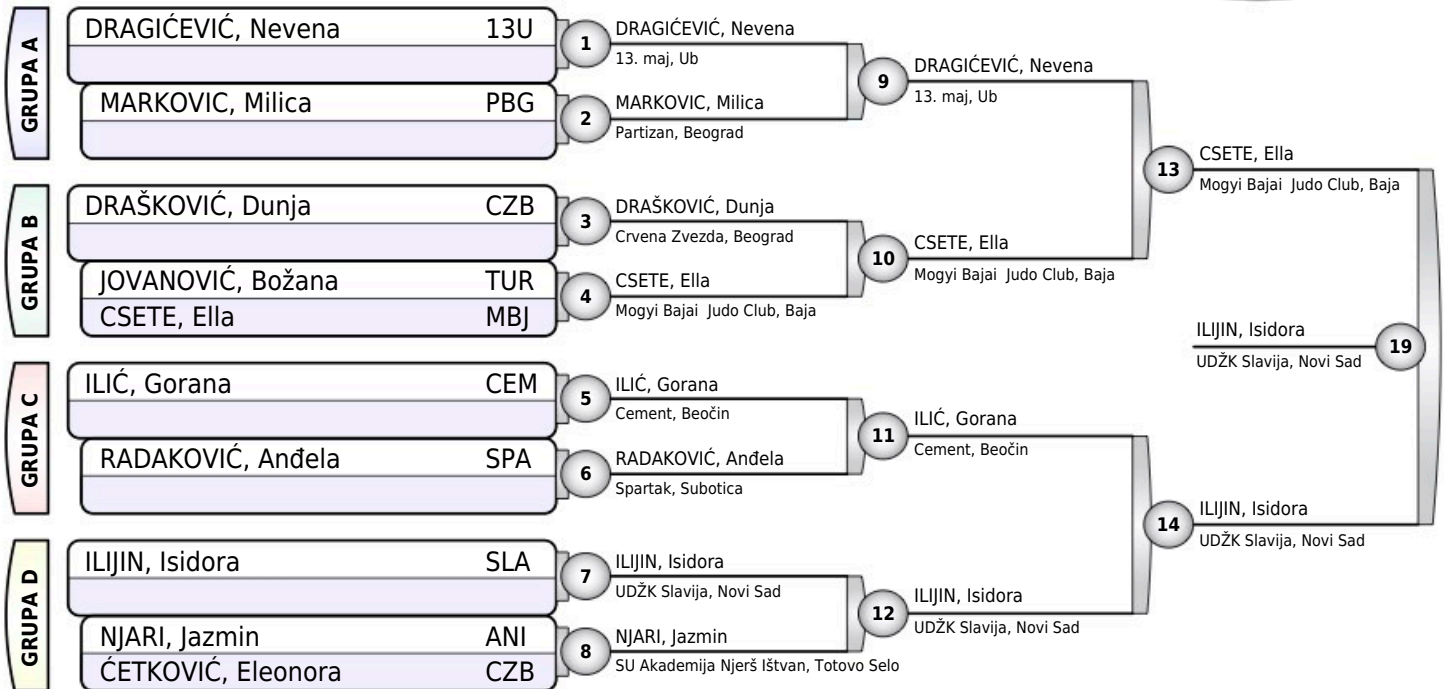 GRUPA A
DRAGIĆEVIĆ, Nevena 13U
MARKOVIC, Milica PBG
GRUPA B
DRAŠKOVIĆ, Dunja CZB
JOVANOVIĆ, Božana TUR
CSETE, Ella MBJ
GRUPA C
ILIĆ, Gorana CEM
RADAKOVIĆ, Anđela SPA
GRUPA D
ILIJIN, Isidora SLA
NJARI, Jazmin ANI
ĆETKOVIĆ, Eleonora CZB
1
DRAGIĆEVIĆ, Nevena
13. maj, Ub
2
MARKOVIC, Milica
Partizan, Beograd
3
DRAŠKOVIĆ, Dunja
Crvena Zvezda, Beograd
4
CSETE, Ella
Mogyi Bajai Judo Club, Baja
5
ILIĆ, Gorana
Cement, Beočin
6
RADAKOVIĆ, Anđela
Spartak, Subotica
7
ILIJIN, Isidora
UDŽK Slavija, Novi Sad
8
NJARI, Jazmin
SU Akademija Njerš Ištvan, Totovo Selo
9
DRAGIĆEVIĆ, Nevena
13. maj, Ub
10
CSETE, Ella
Mogyi Bajai Judo Club, Baja
11
ILIĆ, Gorana
Cement, Beočin
12
ILIJIN, Isidora
UDŽK Slavija, Novi Sad
13
CSETE, Ella
Mogyi Bajai Judo Club, Baja
14
ILIJIN, Isidora
UDŽK Slavija, Novi Sad
ILIJIN, Isidora
UDŽK Slavija, Novi Sad
19